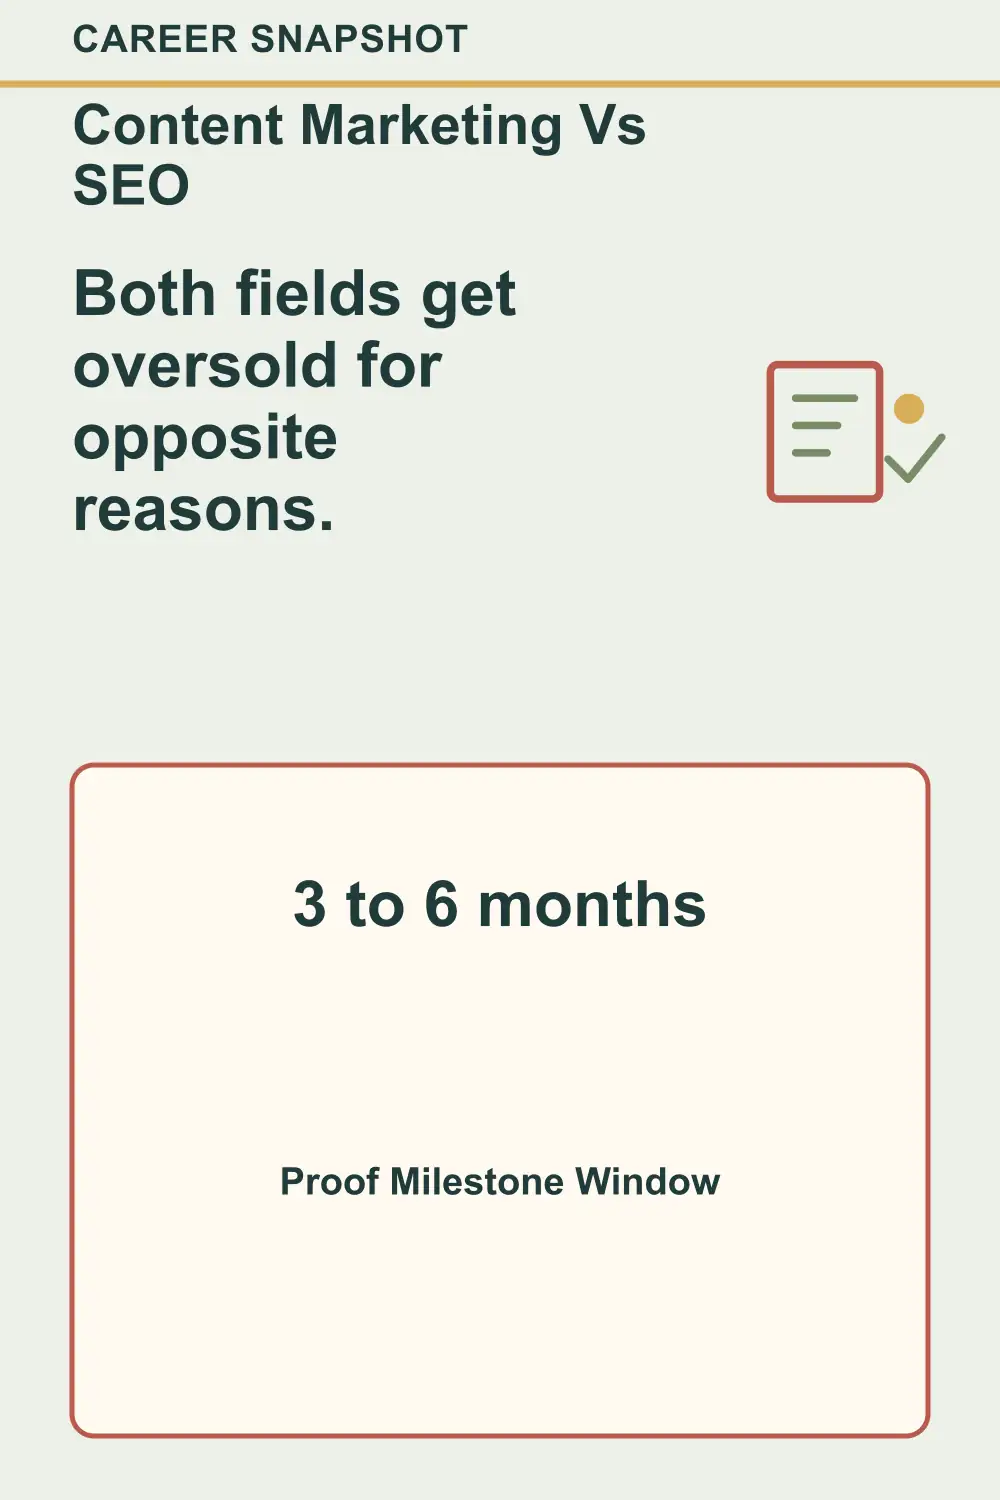 CAREER SNAPSHOT
Content Marketing Vs
SEO
Both fields get
oversold for
opposite
reasons.
3 to 6 months
Proof Milestone Window